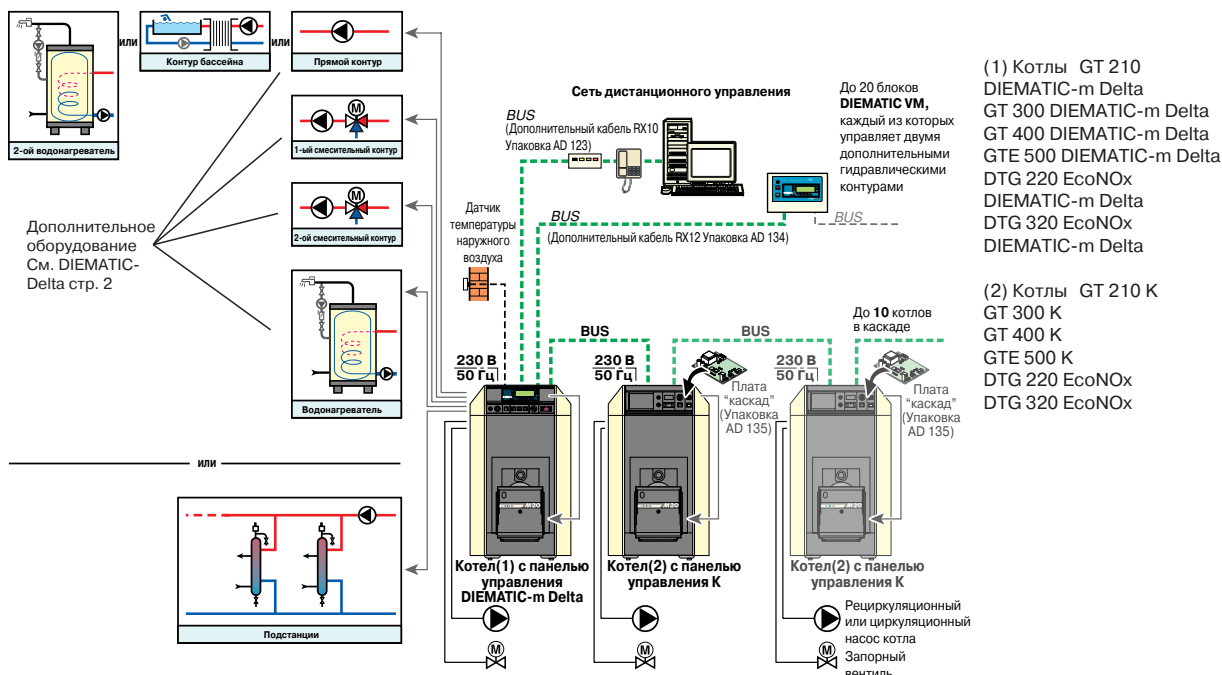 или
или
2-ой водонагреватель
Контур бассейна
Прямой контур
M
1-ый смесительный контур
M
2-ой смесительный контур
Дополнительное
оборудование
См. DIEMATIC-
Delta стр. 2
Водонагреватель
или
Подстанции
Сеть дистанционного управления
BUS
(Дополнительный кабель RX10
Упаковка AD 123)
До 20 блоков
DIEMATIC VM,
каждый из которых
управляет двумя
дополнительными
гидравлическими
контурами
BUS
(Дополнительный кабель RX12 Упаковка AD 134)
BUS
Датчик
температуры
наружного
воздуха
BUS
BUS
До 10 котлов
в каскаде
230 В
50 Гц
230 В
50 Гц
Плата
“каскад”
(Упаковка
AD 135)
230 В
50 Гц
Плата
“каскад”
(Упаковка
AD 135)
M20
M20
M20
Котел(1) с панелью
управления
DIEMATIC-m Delta
Котел(2) с панелью
управления K
Котел(2) с панелью
управления K
M
M
M
Рециркуляционный
или циркуляционный
насос котла
Запорный
вентиль
(1) Котлы GT 210
DIEMATIC-m Delta
GT 300 DIEMATIC-m Delta
GT 400 DIEMATIC-m Delta
GTE 500 DIEMATIC-m Delta
DTG 220 EcoNOx
DIEMATIC-m Delta
DTG 320 EcoNOx
DIEMATIC-m Delta
(2) Котлы GT 210 K
GT 300 K
GT 400 K
GTE 500 K
DTG 220 EcoNOx
DTG 320 EcoNOx